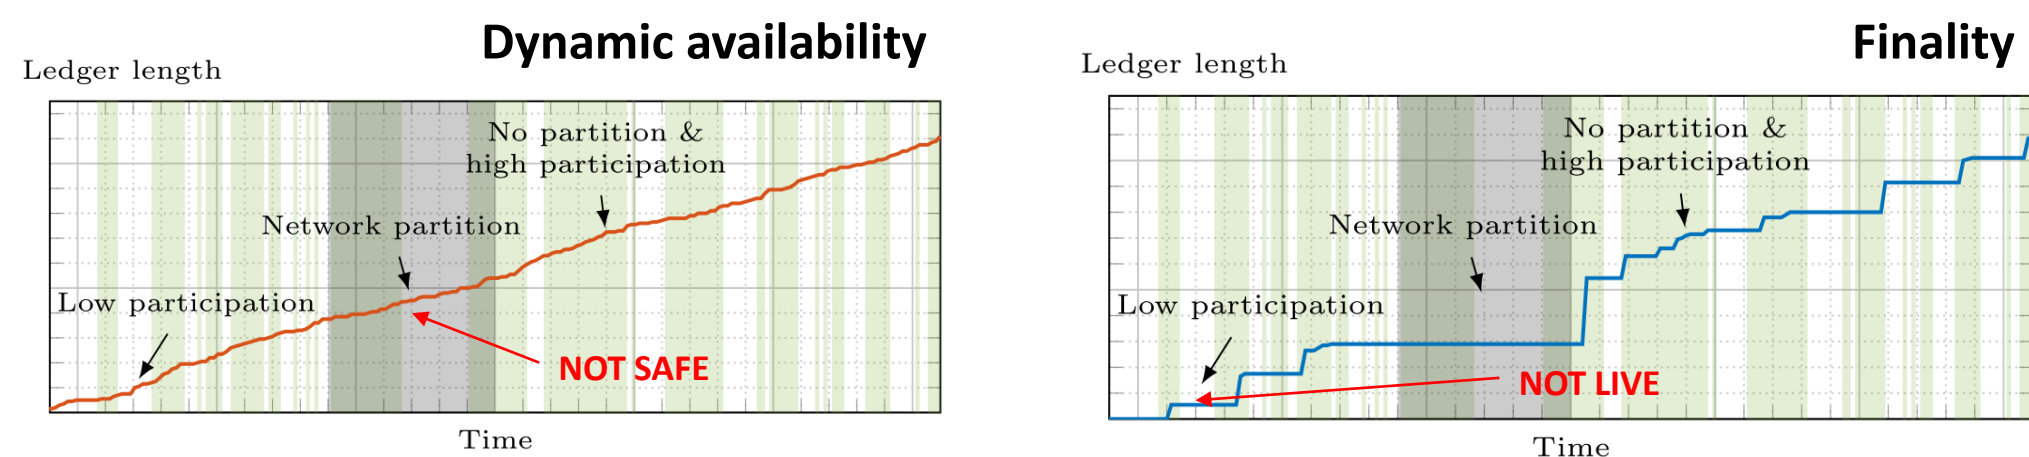 Dynamic availability
Ledger length
No partition &
high participation
Network partition
Low participation
NOT SAFE
Time
Finality
Ledger length
No partition &
high participation
Network partition
Low participation
NOT LIVE
Time